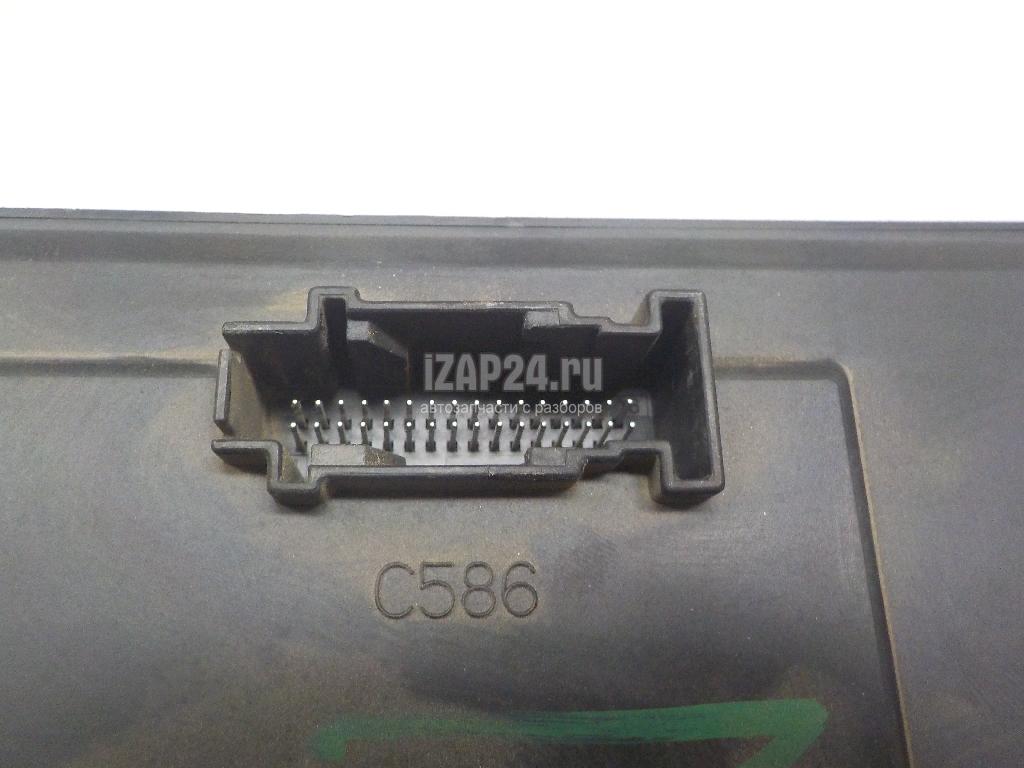 iZAP24.ru
автозапчасти с разборов
C586